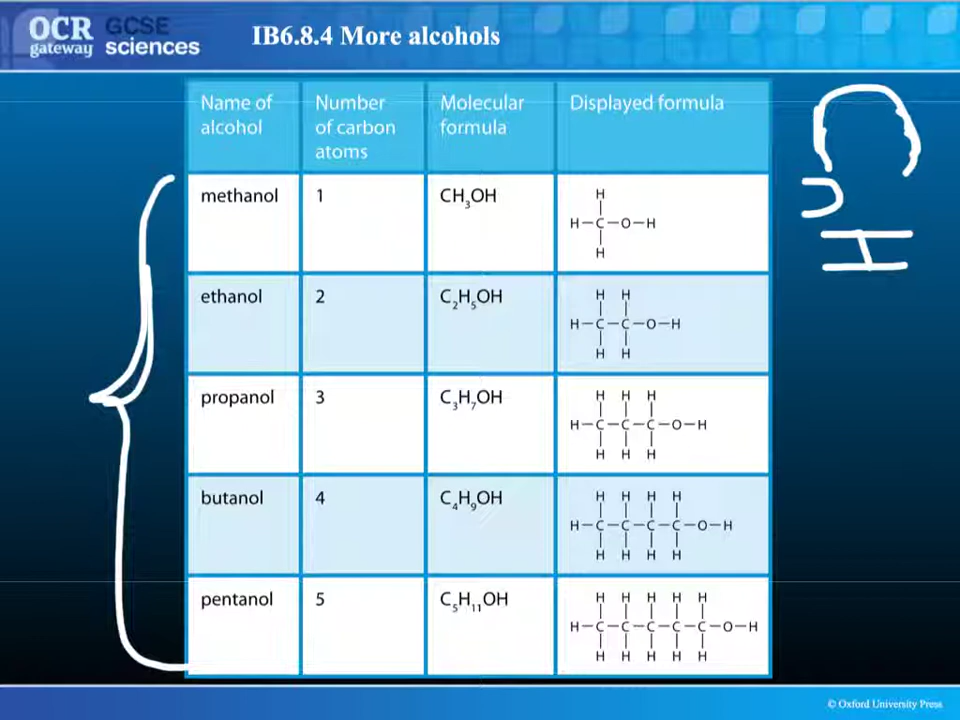 OCR GCSE
gateway sciences
IB6.8.4 More alcohols
Name of alcohol Number of carbon atoms Molecular formula Displayed formula
methanol 1 CH₃OH
H
H–C–O–H
H
ethanol 2 C₂H₅OH
H H
H–C–C–O–H
H H
propanol 3 C₃H₇OH
H H H
H–C–C–C–O–H
H H H
butanol 4 C₄H₉OH
H H H H
H–C–C–C–C–O–H
H H H H
pentanol 5 C₅H₁₁OH
H H H H H
H–C–C–C–C–C–O–H
H H H H H
C
n
H
© Oxford University Press